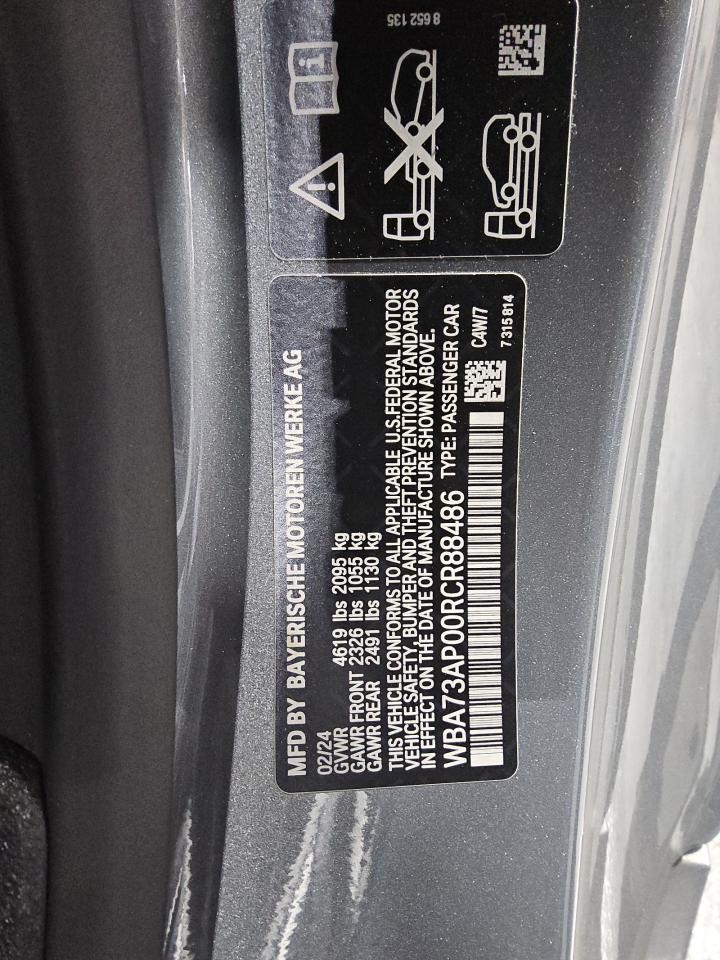 MFD BY BAYERISCHE MOTOREN WERKE AG
02/24
GVWR 4619 lbs 2095 kg
GAWR FRONT 2326 lbs 1055 kg
GAWR REAR 2491 lbs 1130 kg
THIS VEHICLE CONFORMS TO ALL APPLICABLE U.S.FEDERAL MOTOR
VEHICLE SAFETY, BUMPER AND THEFT PREVENTION STANDARDS
IN EFFECT ON THE DATE OF MANUFACTURE SHOWN ABOVE.
WBA73AP00RCR88486 TYPE: PASSENGER CAR
C4W/7
7 315 814
8 652 135